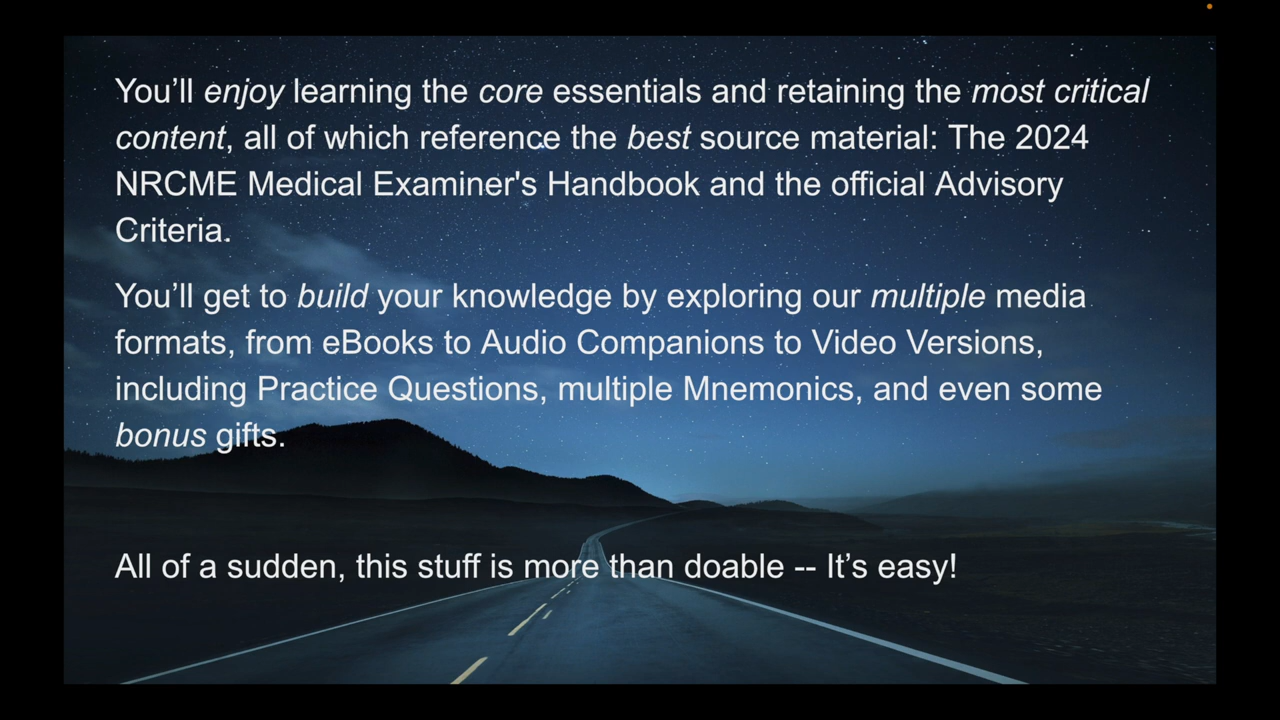 You’ll enjoy learning the core essentials and retaining the most critical
content, all of which reference the best source material: The 2024
NRCME Medical Examiner's Handbook and the official Advisory
Criteria.
You’ll get to build your knowledge by exploring our multiple media
formats, from eBooks to Audio Companions to Video Versions,
including Practice Questions, multiple Mnemonics, and even some
bonus gifts.
All of a sudden, this stuff is more than doable -- It’s easy!